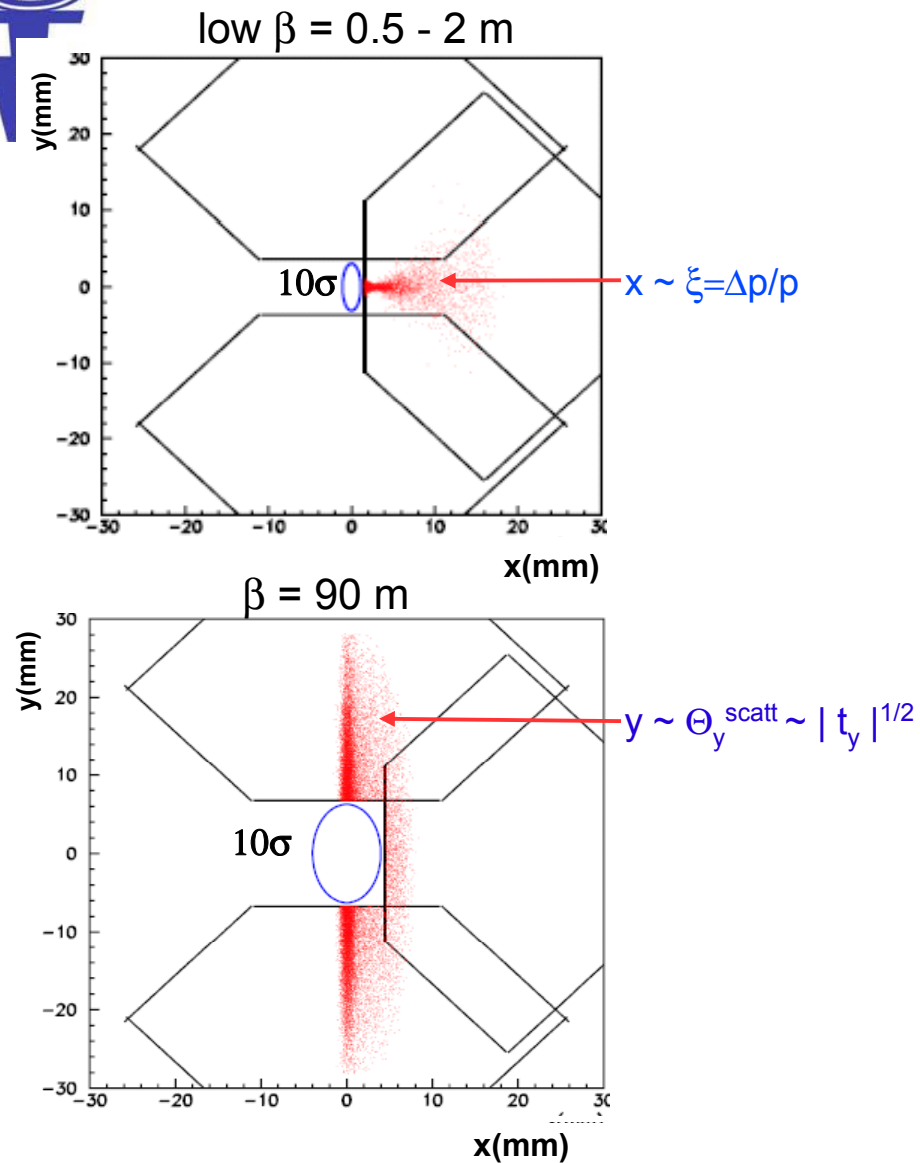 low β = 0.5 - 2 m
y(mm)
30
20
10
0
−10
−20
−30
10σ
x ~ ξ=Δp/p
−30 −20 −10 0 10 20 30
x(mm)
β = 90 m
y(mm)
30
20
10
0
−10
−20
−30
10σ
y ~ Θ_y^scatt ~ | t_y |^1/2
−30 −20 −10 0 10 20 30
x(mm)